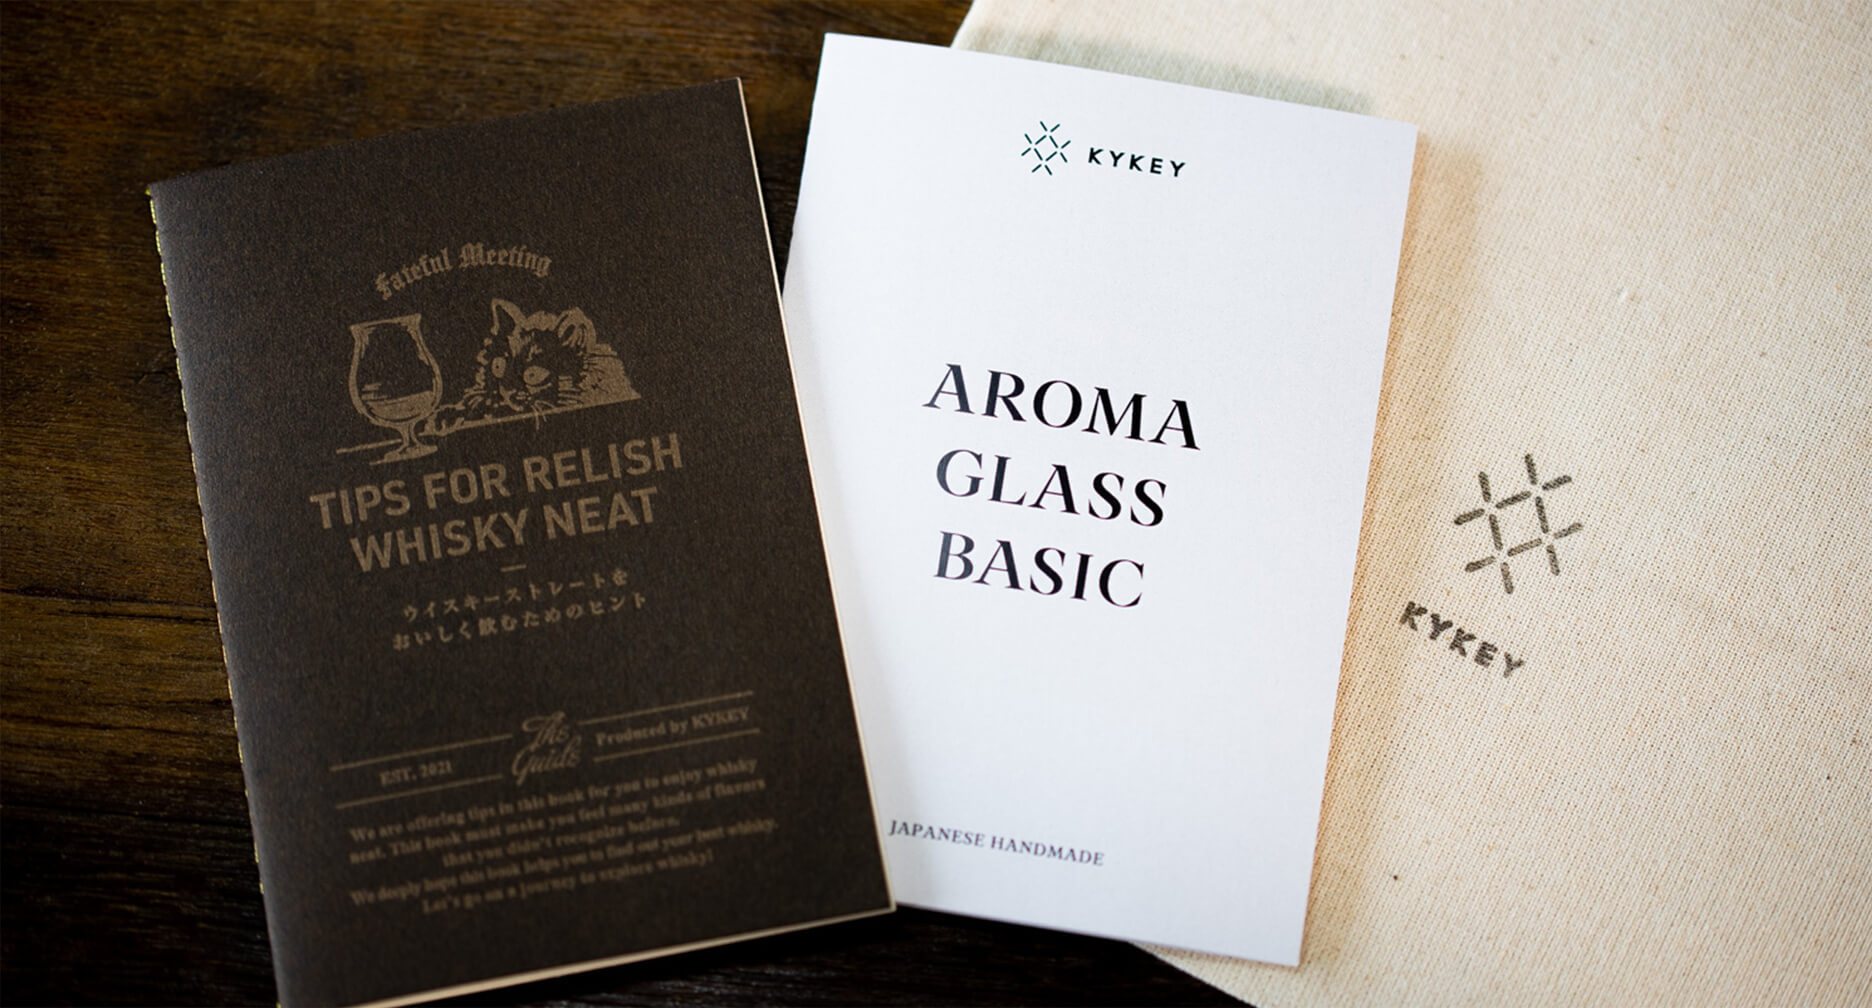 Fateful Meeting
TIPS FOR RELISH
WHISKY NEAT
ウイスキーストレートを
おいしく飲むためのヒント
EST. 2021
The
Guide
Produced by KYKEY
We are offering tips in this book for you to enjoy whisky
neat. This book must make you feel many kinds of flavors
that you didn't recognize before.
We deeply hope this book helps you to find out your best whisky.
Let's go on a journey to explore whisky!
KYKEY
AROMA
GLASS
BASIC
JAPANESE HANDMADE
KYKEY